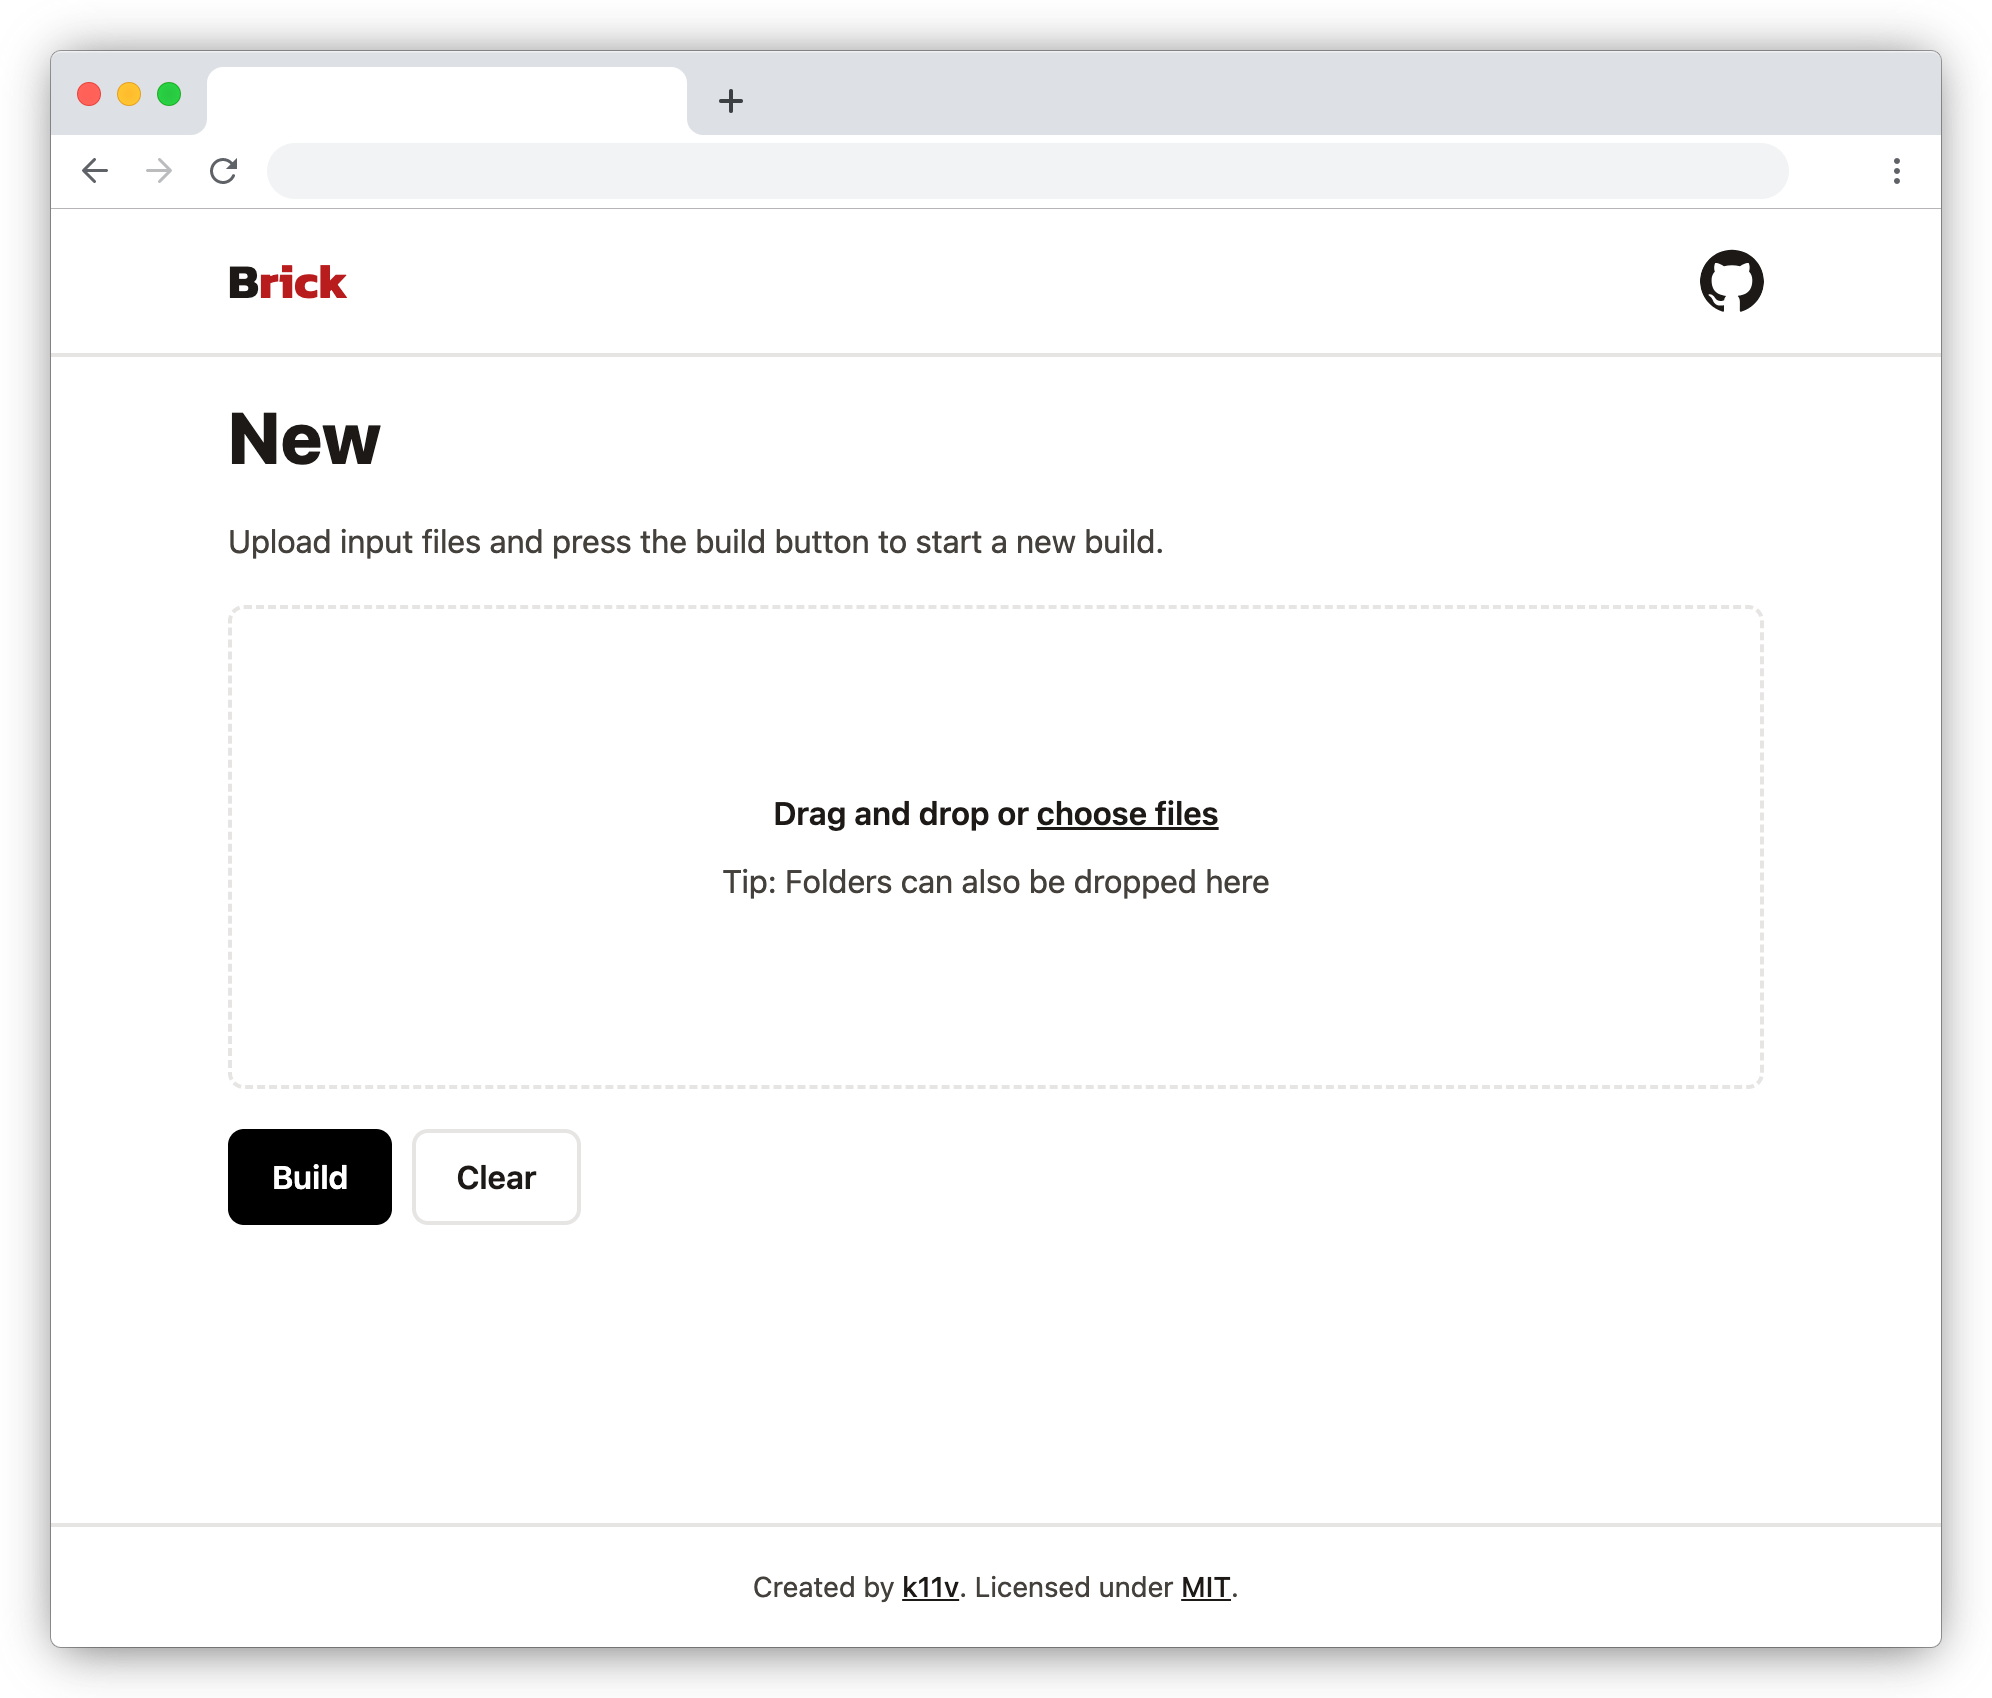 Brick
New
Upload input files and press the build button to start a new build.
Drag and drop or choose files
Tip: Folders can also be dropped here
Build
Clear
Created by k11v. Licensed under MIT.